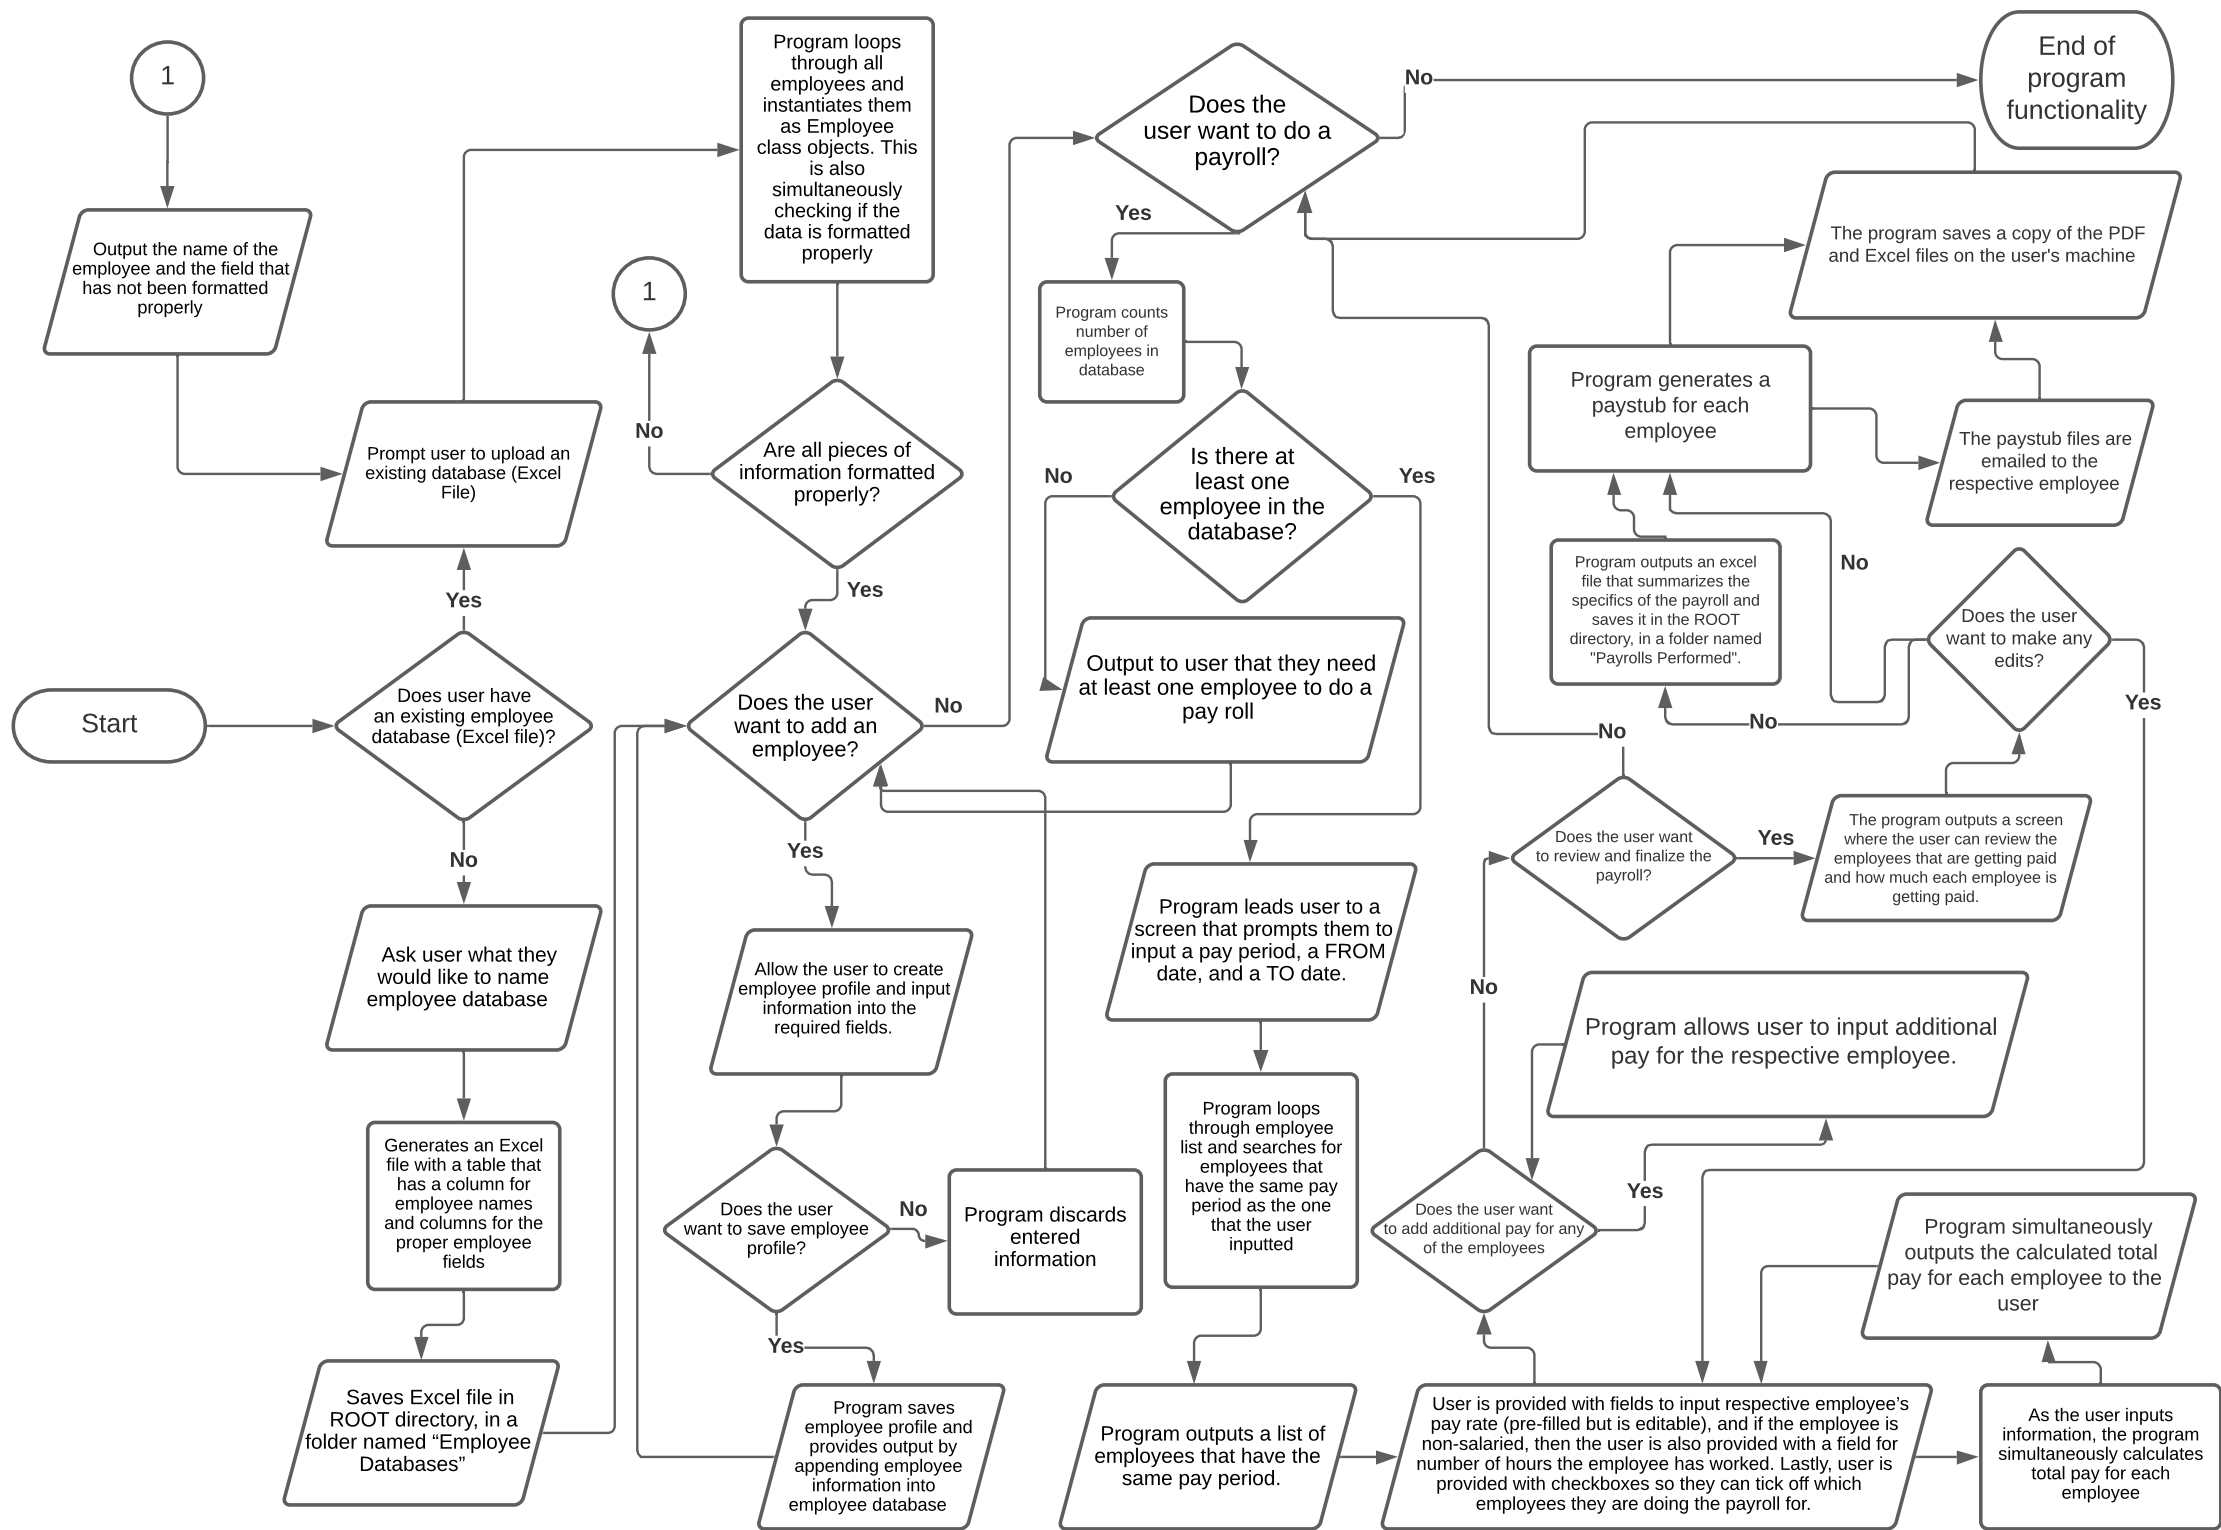 1
Output the name of the
employee and the field that
has not been formatted
properly
Prompt user to upload an
existing database (Excel
File)
Yes
Start
Does user have
an existing employee
database (Excel file)?
No
Ask user what they
would like to name
employee database
Generates an Excel
file with a table that
has a column for
employee names
and columns for the
proper employee
fields
Saves Excel file in
ROOT directory, in a
folder named “Employee
Databases”
Program loops
through all
employees and
instantiates them
as Employee
class objects. This
is also
simultaneously
checking if the
data is formatted
properly
1
No
Are all pieces of
information formatted
properly?
Yes
Does the user
want to add an
employee?
No
Yes
Allow the user to create
employee profile and input
information into the
required fields.
Does the user
want to save employee
profile?
No
Program discards
entered
information
Yes
Program saves
employee profile and
provides output by
appending employee
information into
employee database
Does the
user want to do a
payroll?
No
End of
program
functionality
Yes
Program counts
number of
employees in
database
Is there at
least one
employee in the
database?
No
Yes
Output to user that they need
at least one employee to do a
pay roll
Program leads user to a
screen that prompts them to
input a pay period, a FROM
date, and a TO date.
Program loops
through employee
list and searches for
employees that
have the same pay
period as the one
that the user
inputted
Program outputs a list of
employees that have the
same pay period.
User is provided with fields to input respective employee’s
pay rate (pre-filled but is editable), and if the employee is
non-salaried, then the user is also provided with a field for
number of hours the employee has worked. Lastly, user is
provided with checkboxes so they can tick off which
employees they are doing the payroll for.
As the user inputs
information, the program
simultaneously calculates
total pay for each
employee
Program simultaneously
outputs the calculated total
pay for each employee to the
user
Does the user want
to add additional pay for any
of the employees
Yes
Program allows user to input additional
pay for the respective employee.
No
Does the user want
to review and finalize the
payroll?
No
Yes
The program outputs a screen
where the user can review the
employees that are getting paid
and how much each employee is
getting paid.
Does the user
want to make any
edits?
Yes
No
No
Program outputs an excel
file that summarizes the
specifics of the payroll and
saves it in the ROOT
directory, in a folder named
"Payrolls Performed".
Program generates a
paystub for each
employee
The paystub files are
emailed to the
respective employee
The program saves a copy of the PDF
and Excel files on the user's machine